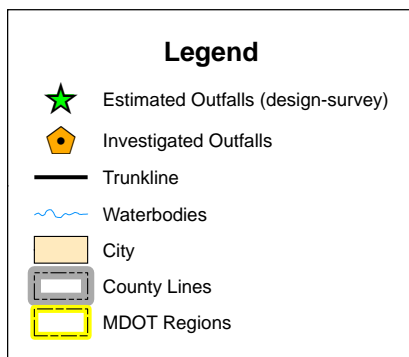 Legend
Estimated Outfalls (design-survey)
Investigated Outfalls
Trunkline
Waterbodies
City
County Lines
MDOT Regions